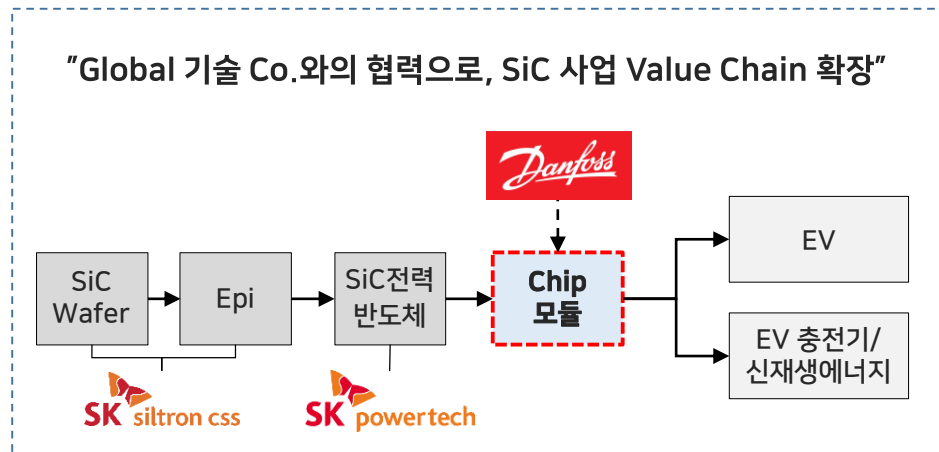 "Global 기술 Co.와의 협력으로, SiC 사업 Value Chain 확장"
Danfoss
SiC
Wafer
Epi
SiC전력
반도체
Chip
모듈
EV
EV 충전기/
신재생에너지
SK siltron css
SK powertech